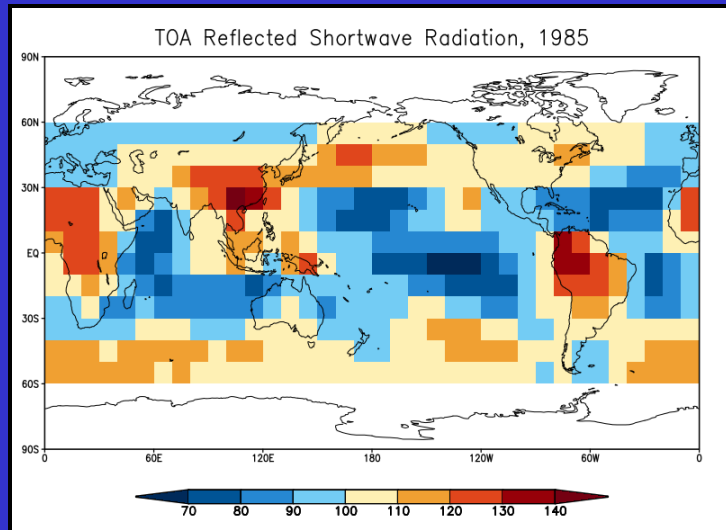 TOA Reflected Shortwave Radiation, 1985
90N
60N
30N
EQ
30S
60S
90S
0 60E 120E 180 120W 60W 0
70 80 90 100 110 120 130 140